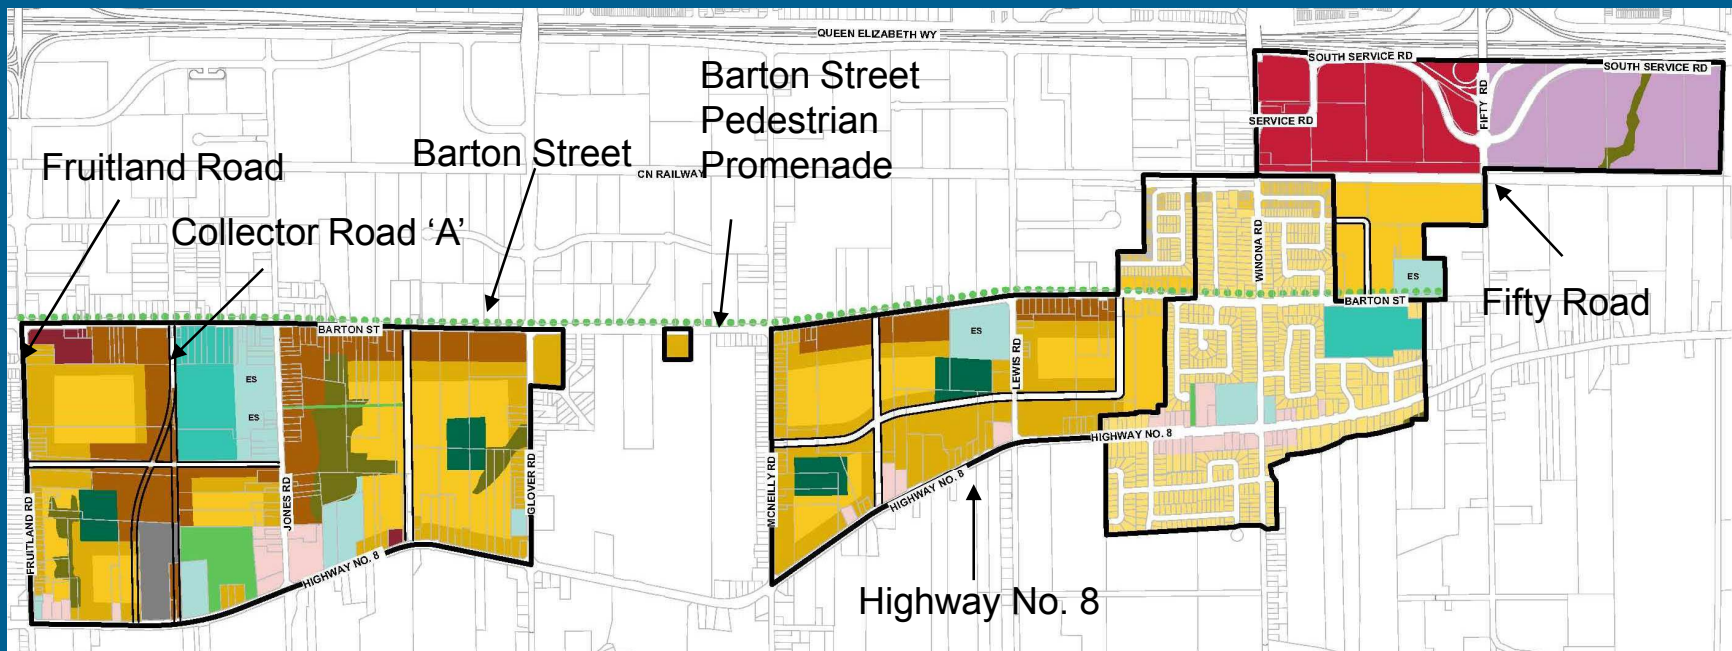 QUEEN ELIZABETH WY
SOUTH SERVICE RD
SOUTH SERVICE RD
Barton Street
Pedestrian
Promenade
FIFTY RD
SERVICE RD
Fruitland Road
Barton Street
CN RAILWAY
Collector Road ‘A’
WINONA RD
ES
Fifty Road
BARTON ST
BARTON ST
ES
LEWIS RD
ES
ES
HIGHWAY NO. 8
GLOVER RD
MCNEILLY RD
JONES RD
HIGHWAY NO. 8
FRUITLAND RD
HIGHWAY NO. 8
Highway No. 8